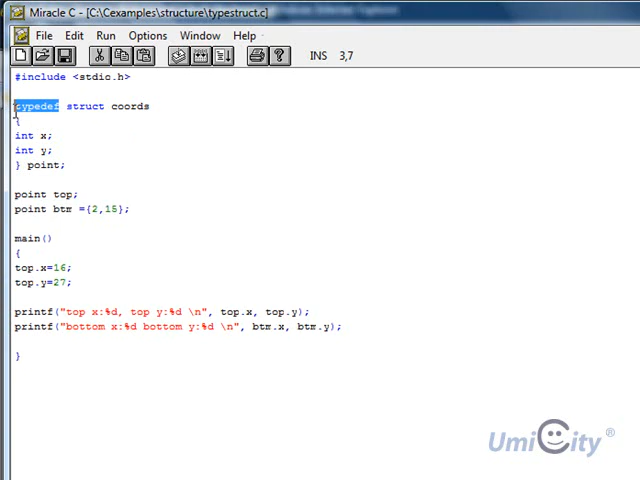 Miracle C - [C:\Cexamples\structure\typestruct.c]
File Edit Run Options Window Help
INS 3,7
#include <stdio.h>
typedef struct coords
{
int x;
int y;
} point;
point top;
point btm ={2,15};
main()
{
top.x=16;
top.y=27;
printf("top x:%d, top y:%d \n", top.x, top.y);
printf("bottom x:%d bottom y:%d \n", btm.x, btm.y);
}
UmiCity ®